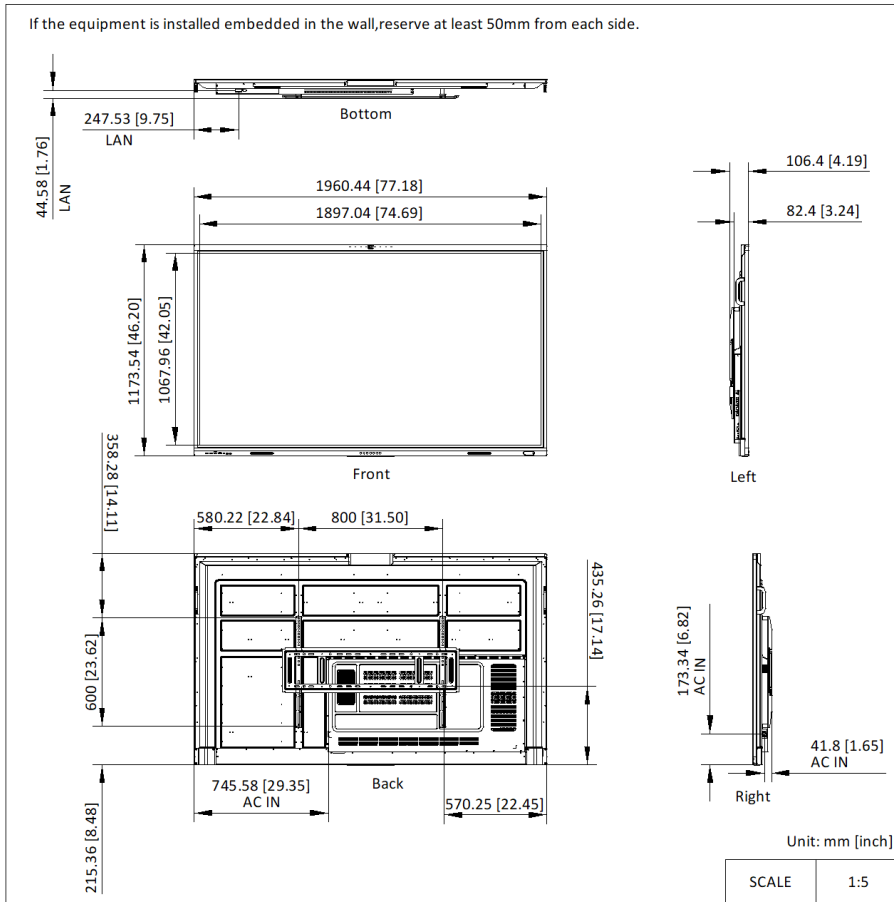 If the equipment is installed embedded in the wall,reserve at least 50mm from each side.
Bottom
247.53 [9.75]
LAN
44.58 [1.76]
LAN
1960.44 [77.18]
1897.04 [74.69]
1173.54 [46.20]
1067.96 [42.05]
Front
106.4 [4.19]
82.4 [3.24]
Left
358.28 [14.11]
580.22 [22.84]
800 [31.50]
435.26 [17.14]
600 [23.62]
745.58 [29.35]
AC IN
Back
570.25 [22.45]
215.36 [8.48]
173.34 [6.82]
AC IN
41.8 [1.65]
AC IN
Right
Unit: mm [inch]
SCALE 1:5